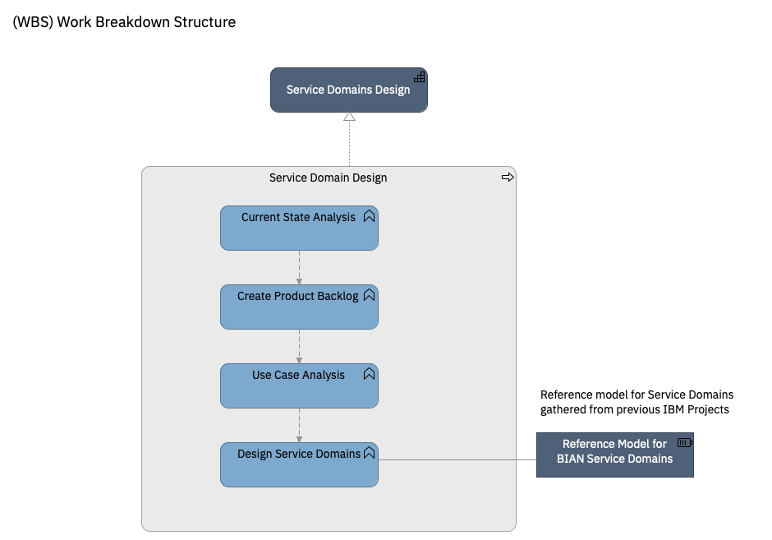 (WBS) Work Breakdown Structure
Service Domains Design
Service Domain Design
Current State Analysis
Create Product Backlog
Use Case Analysis
Design Service Domains
Reference model for Service Domains
gathered from previous IBM Projects
Reference Model for
BIAN Service Domains